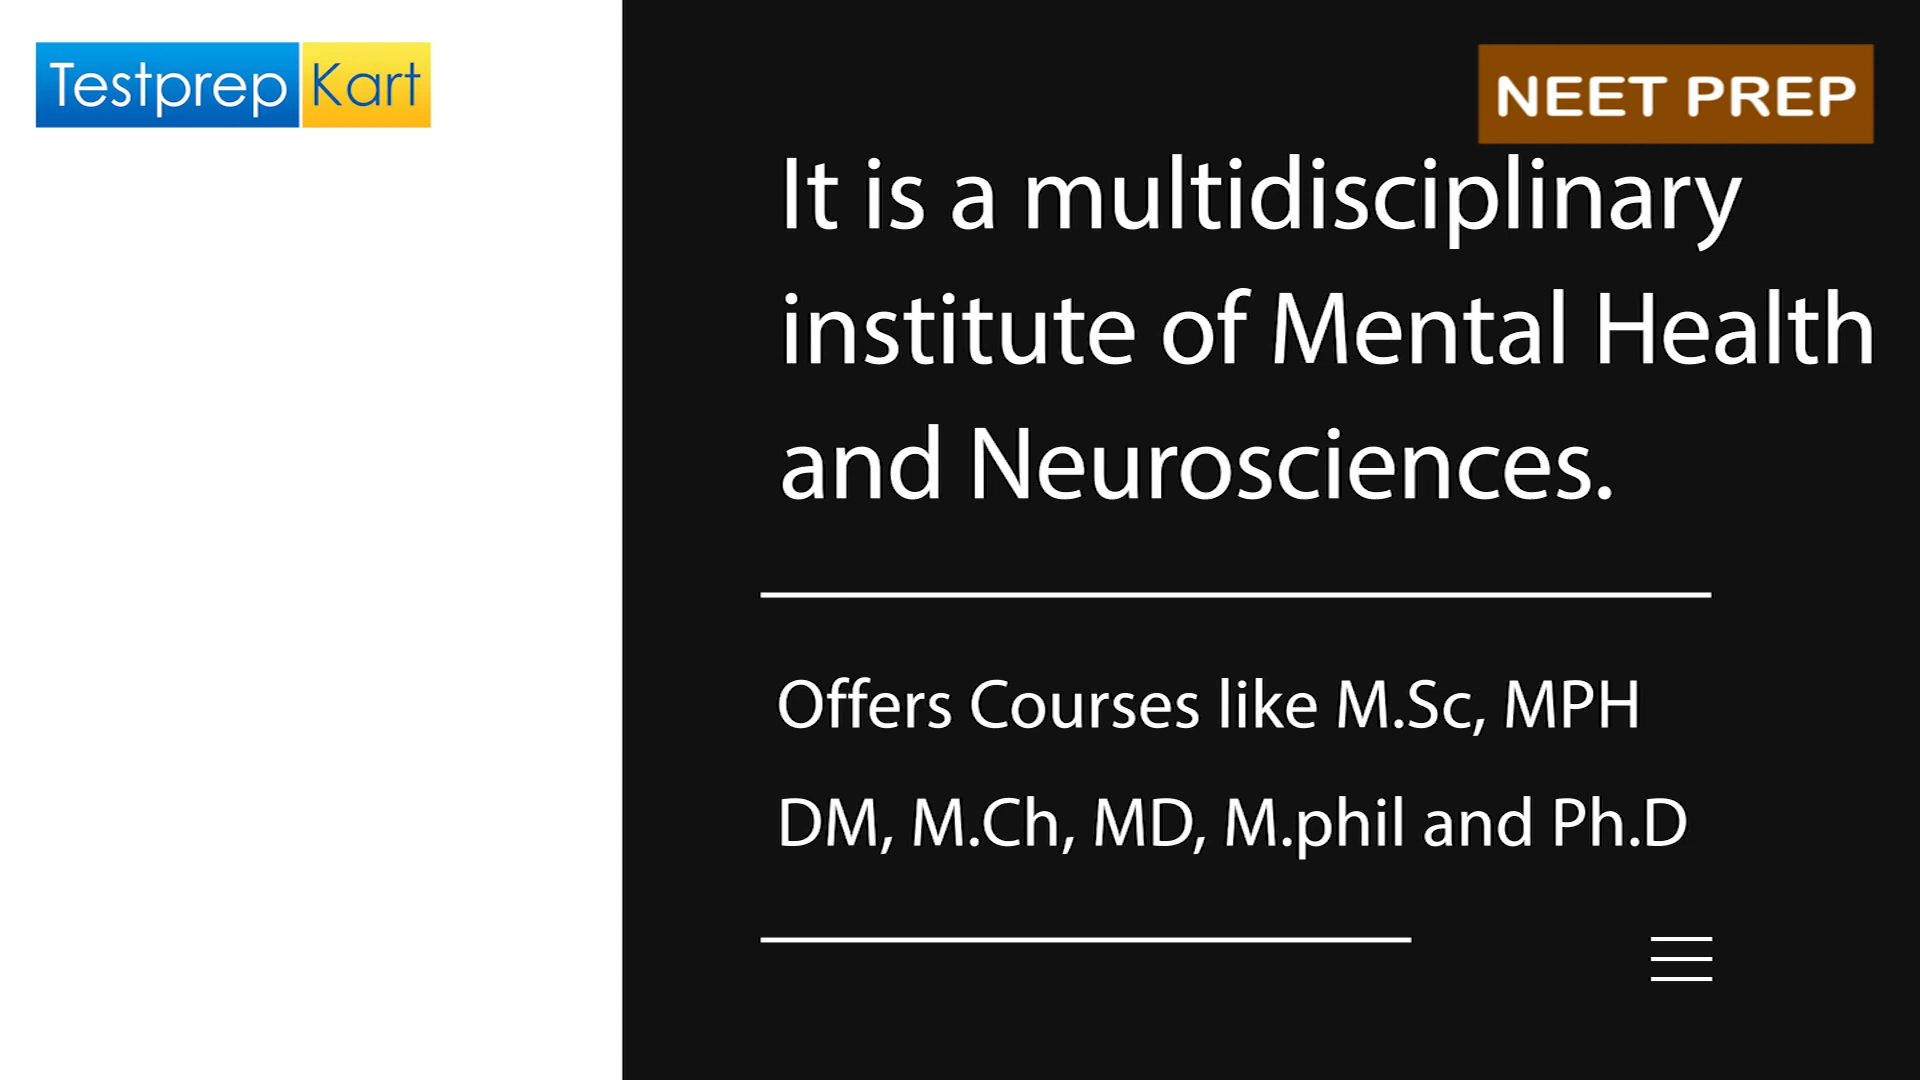 Testprep Kart
NEET PREP
It is a multidisciplinary
institute of Mental Health
and Neurosciences.
Offers Courses like M.Sc, MPH
DM, M.Ch, MD, M.phil and Ph.D